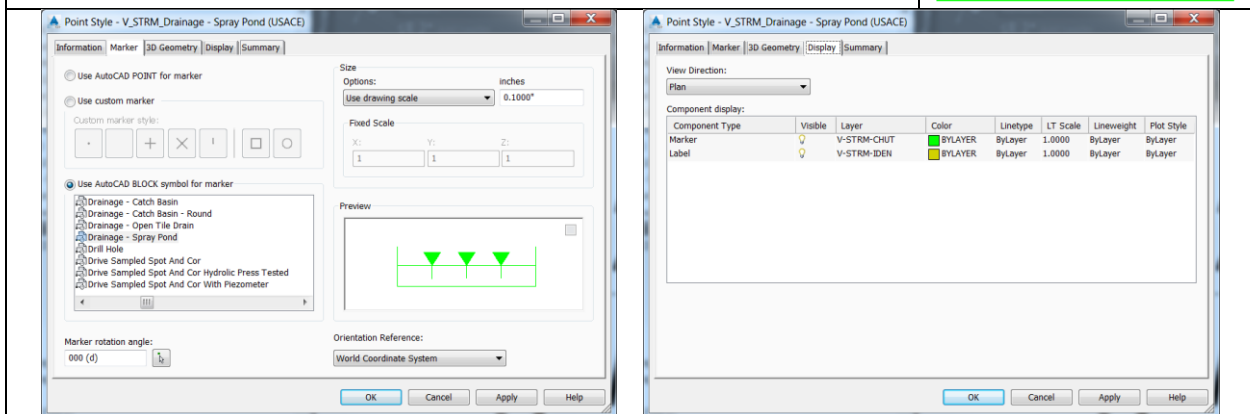 Point Style - V_STRM_Drainage - Spray Pond (USACE)
Information Marker 3D Geometry Display Summary
Use AutoCAD POINT for marker
Use custom marker
Custom marker style:
Use AutoCAD BLOCK symbol for marker
Drainage - Catch Basin
Drainage - Catch Basin - Round
Drainage - Open Tile Drain
Drainage - Spray Pond
Drill Hole
Drive Sampled Spot And Cor
Drive Sampled Spot And Cor Hydrolic Press Tested
Drive Sampled Spot And Cor With Piezometer
Marker rotation angle:
000 (d)
Size
Options: inches
Use drawing scale 0.1000"
Fixed Scale
X: Y: Z:
1 1 1
Preview
Orientation Reference:
World Coordinate System
OK Cancel Apply Help
Point Style - V_STRM_Drainage - Spray Pond (USACE)
Information Marker 3D Geometry Display Summary
View Direction:
Plan
Component display:
Component Type Visible Layer Color Linetype LT Scale Lineweight Plot Style
Marker V-STRM-CHUT BYLAYER ByLayer 1.0000 ByLayer ByLayer
Label V-STRM-IDEN BYLAYER ByLayer 1.0000 ByLayer ByLayer
OK Cancel Apply Help